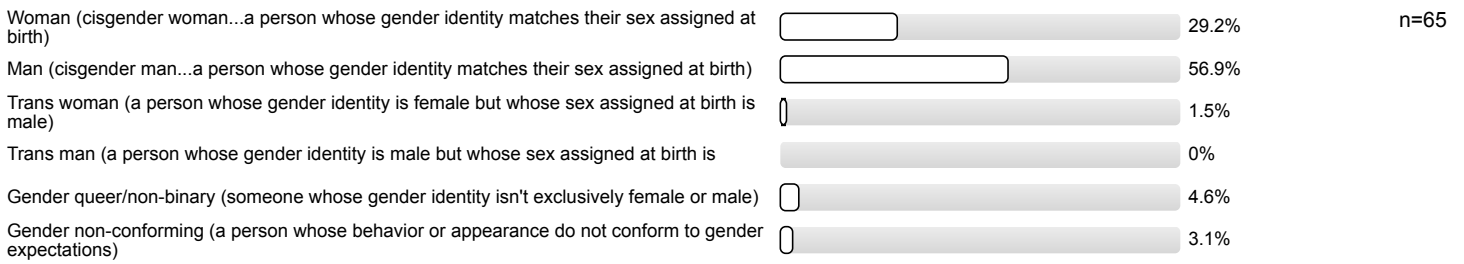 Woman (cisgender woman...a person whose gender identity matches their sex assigned at
birth)
29.2%
n=65
Man (cisgender man...a person whose gender identity matches their sex assigned at birth)
56.9%
Trans woman (a person whose gender identity is female but whose sex assigned at birth is
male)
1.5%
Trans man (a person whose gender identity is male but whose sex assigned at birth is
0%
Gender queer/non-binary (someone whose gender identity isn't exclusively female or male)
4.6%
Gender non-conforming (a person whose behavior or appearance do not conform to gender
expectations)
3.1%